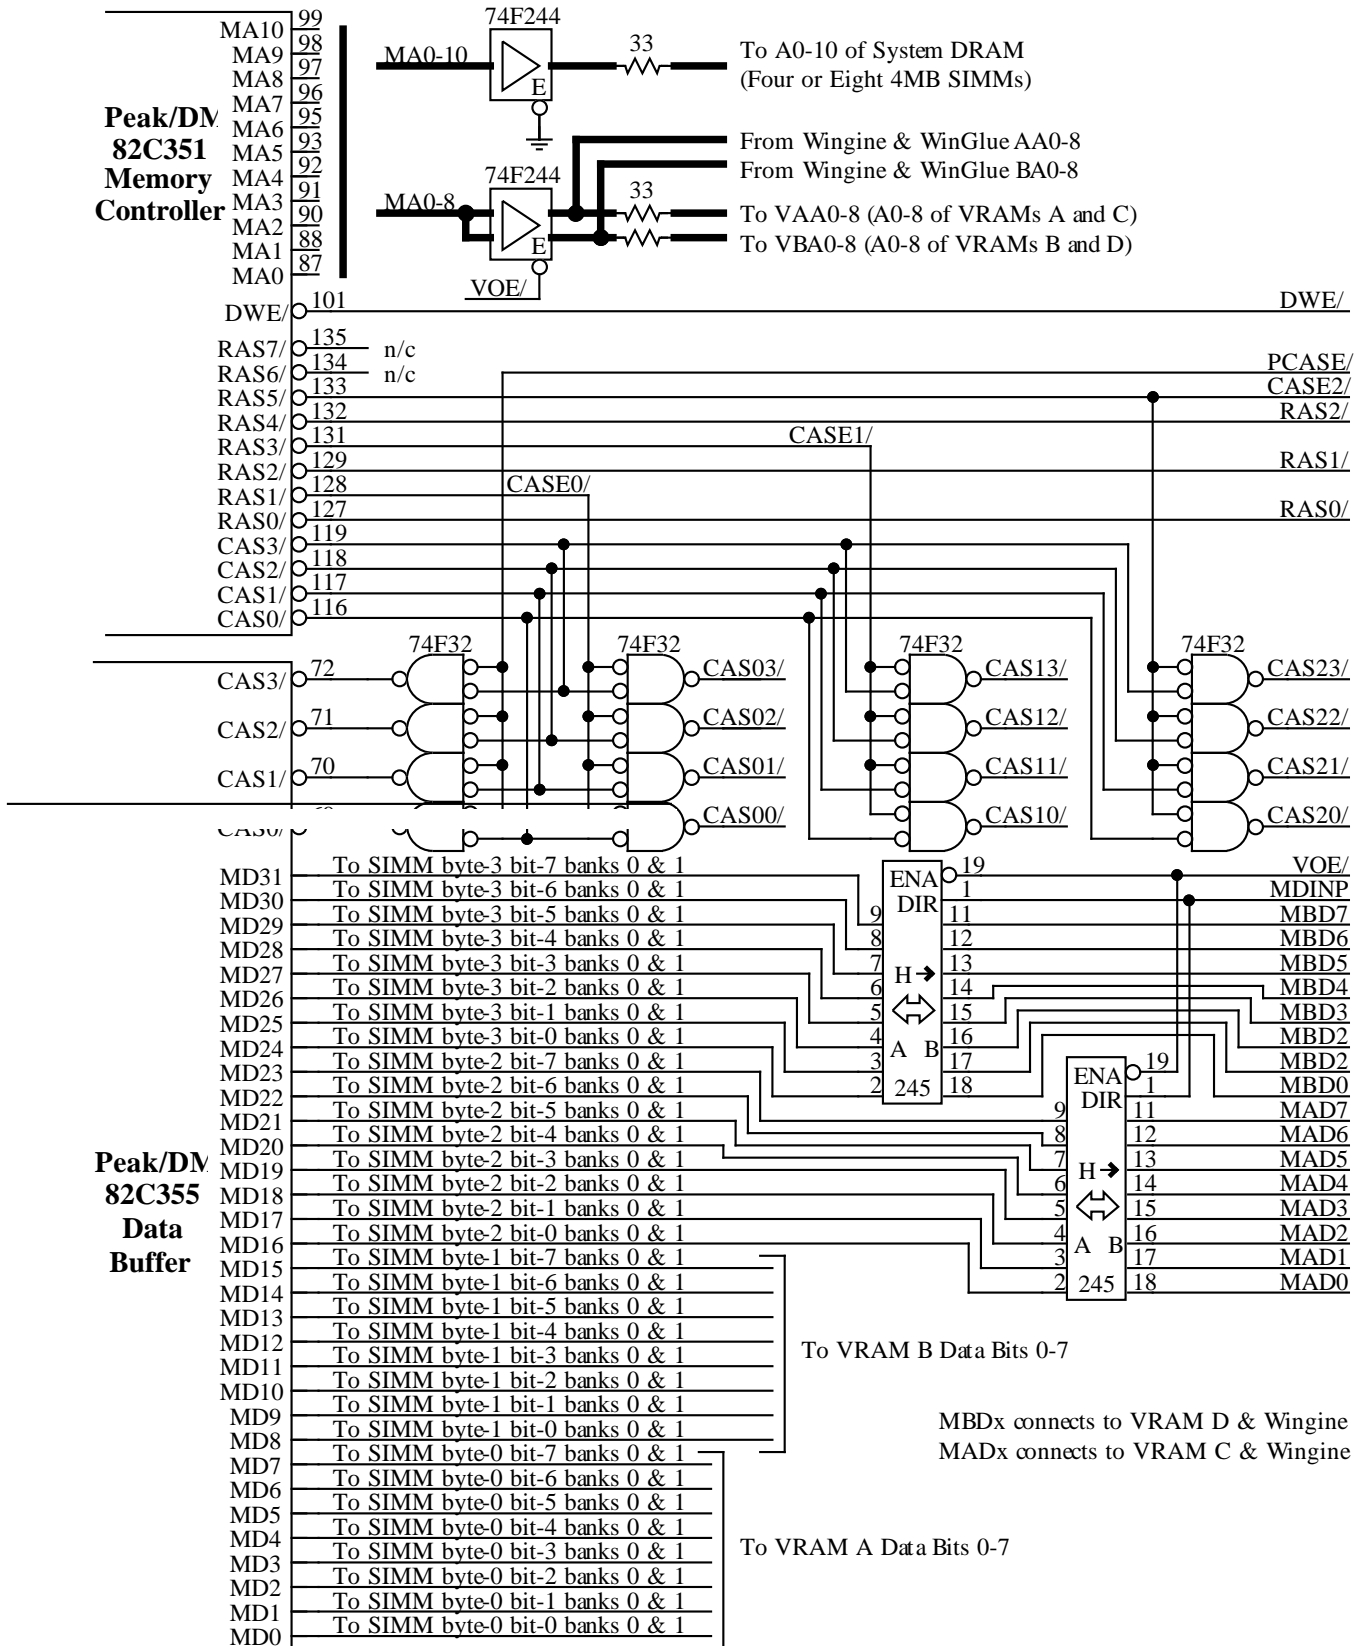 MA10 99
MA9 98
MA8 97
MA7 96
MA6 95
MA5 93
MA4 92
MA3 91
MA2 90
MA1 88
MA0 87
Peak/DM
82C351
Memory
Controller
74F244
MA0-10
E
33
To A0-10 of System DRAM
(Four or Eight 4MB SIMMs)
From Wingine & WinGlue AA0-8
From Wingine & WinGlue BA0-8
74F244
MA0-8
E
33
To VAA0-8 (A0-8 of VRAMs A and C)
To VBA0-8 (A0-8 of VRAMs B and D)
VOE/
DWE/ 101 DWE/
RAS7/ 135 n/c
RAS6/ 134 n/c PCASE/
RAS5/ 133 CASE2/
RAS4/ 132 RAS2/
RAS3/ 131 CASE1/
RAS2/ 129 RAS1/
RAS1/ 128 CASE0/
RAS0/ 127 RAS0/
CAS3/ 119
CAS2/ 118
CAS1/ 117
CAS0/ 116
74F32 74F32 74F32 74F32
CAS3/ 72 CAS03/ CAS13/ CAS23/
CAS2/ 71 CAS02/ CAS12/ CAS22/
CAS1/ 70 CAS01/ CAS11/ CAS21/
CAS00/ CAS10/ CAS20/
Peak/DM
82C355
Data
Buffer
MD31 To SIMM byte-3 bit-7 banks 0 & 1
MD30 To SIMM byte-3 bit-6 banks 0 & 1
MD29 To SIMM byte-3 bit-5 banks 0 & 1
MD28 To SIMM byte-3 bit-4 banks 0 & 1
MD27 To SIMM byte-3 bit-3 banks 0 & 1
MD26 To SIMM byte-3 bit-2 banks 0 & 1
MD25 To SIMM byte-3 bit-1 banks 0 & 1
MD24 To SIMM byte-3 bit-0 banks 0 & 1
MD23 To SIMM byte-2 bit-7 banks 0 & 1
MD22 To SIMM byte-2 bit-6 banks 0 & 1
MD21 To SIMM byte-2 bit-5 banks 0 & 1
MD20 To SIMM byte-2 bit-4 banks 0 & 1
MD19 To SIMM byte-2 bit-3 banks 0 & 1
MD18 To SIMM byte-2 bit-2 banks 0 & 1
MD17 To SIMM byte-2 bit-1 banks 0 & 1
MD16 To SIMM byte-2 bit-0 banks 0 & 1
MD15 To SIMM byte-1 bit-7 banks 0 & 1
MD14 To SIMM byte-1 bit-6 banks 0 & 1
MD13 To SIMM byte-1 bit-5 banks 0 & 1
MD12 To SIMM byte-1 bit-4 banks 0 & 1
MD11 To SIMM byte-1 bit-3 banks 0 & 1
MD10 To SIMM byte-1 bit-2 banks 0 & 1
MD9 To SIMM byte-1 bit-1 banks 0 & 1
MD8 To SIMM byte-1 bit-0 banks 0 & 1
MD7 To SIMM byte-0 bit-7 banks 0 & 1
MD6 To SIMM byte-0 bit-6 banks 0 & 1
MD5 To SIMM byte-0 bit-5 banks 0 & 1
MD4 To SIMM byte-0 bit-4 banks 0 & 1
MD3 To SIMM byte-0 bit-3 banks 0 & 1
MD2 To SIMM byte-0 bit-2 banks 0 & 1
MD1 To SIMM byte-0 bit-1 banks 0 & 1
MD0 To SIMM byte-0 bit-0 banks 0 & 1
ENA 19 VOE/
DIR 1 MDINP
9 11 MBD7
8 12 MBD6
7 H 13 MBD5
6 14 MBD4
5 15 MBD3
4 A B 16 MBD2
3 17 MBD2
2 245 18 MBD0
ENA 19
DIR 1
9 11 MAD7
8 12 MAD6
7 H 13 MAD5
6 14 MAD4
5 15 MAD3
4 A B 16 MAD2
3 17 MAD1
2 245 18 MAD0
To VRAM B Data Bits 0-7
MBDx connects to VRAM D & Wingine
MADx connects to VRAM C & Wingine
To VRAM A Data Bits 0-7